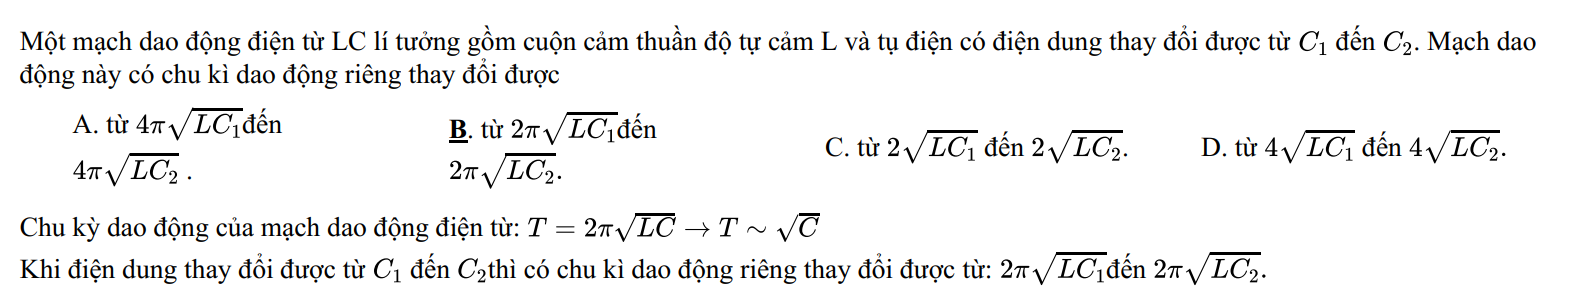 Một mạch dao động điện từ LC lí tưởng gồm cuộn cảm thuần độ tự cảm L và tụ điện có điện dung thay đổi được từ $C_1$ đến $C_2$. Mạch dao
động này có chu kì dao động riêng thay đổi được
A. từ $4\pi\sqrt{LC_1}$đến
$4\pi\sqrt{LC_2}$ .
B. từ $2\pi\sqrt{LC_1}$đến
$2\pi\sqrt{LC_2}$.
C. từ $2\sqrt{LC_1}$ đến $2\sqrt{LC_2}$.
D. từ $4\sqrt{LC_1}$ đến $4\sqrt{LC_2}$.
Chu kỳ dao động của mạch dao động điện từ: $T = 2\pi\sqrt{LC} \rightarrow T \sim \sqrt{C}$
Khi điện dung thay đổi được từ $C_1$ đến $C_2$thì có chu kì dao động riêng thay đổi được từ: $2\pi\sqrt{LC_1}$đến $2\pi\sqrt{LC_2}$.